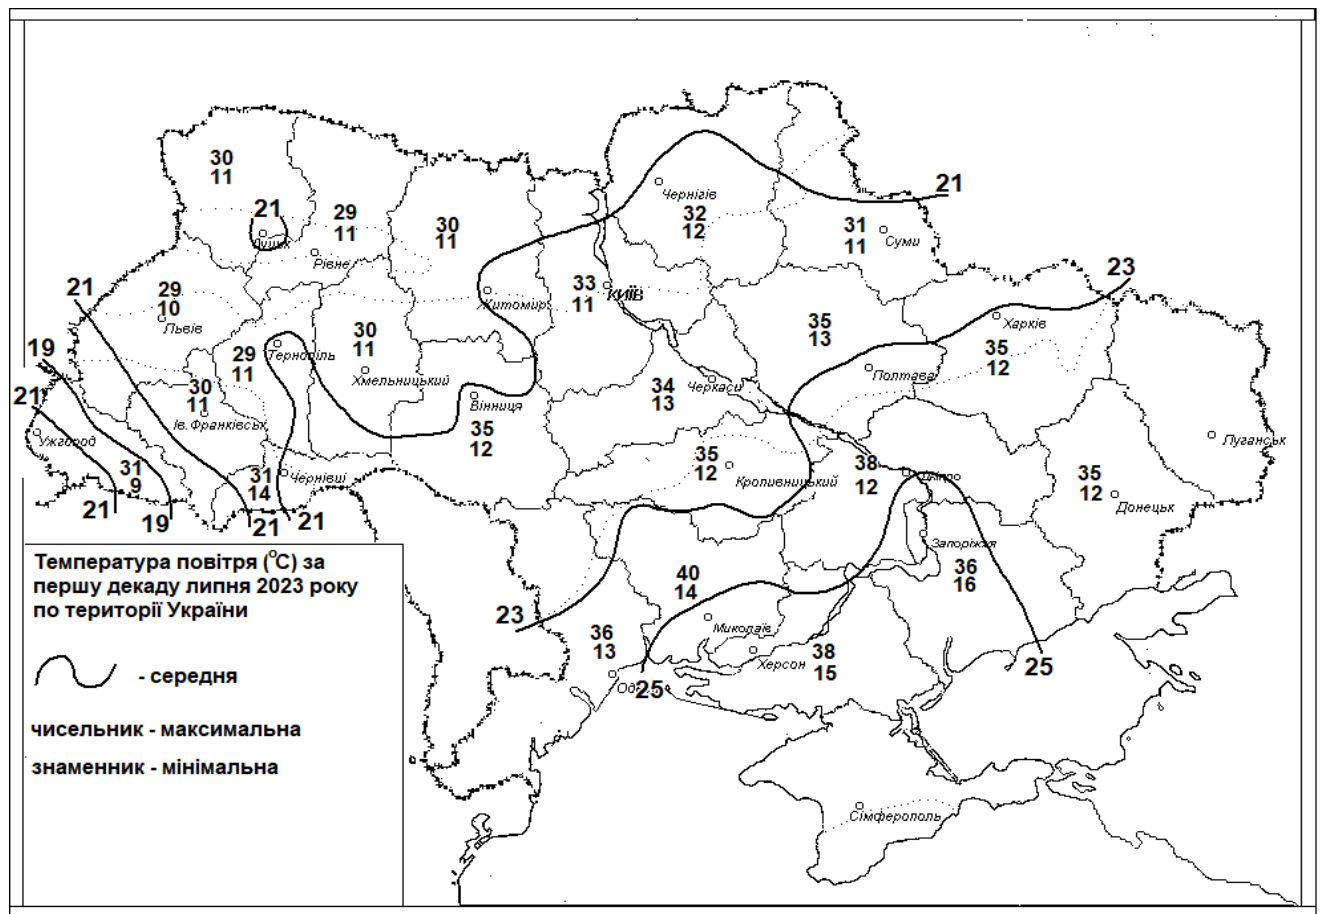 21
Чернігів
30
11
21
32
12
29
11
30
11
31
11
Суми
Луцьк
Рівне
23
21
29
10
Львів
Житомир
33
11
КИЇВ
35
13
Харків
19
30
11
29
11
Тернопіль
35
12
Хмельницький
Полтава
21
30
11
Ів. Франківськ
Вінниця
34
13
Черкаси
Ужгород
35
12
Луганськ
31
9
31
14
Чернівці
35
12
Кропивницький
38
12
Дніпро
35
12
Донецьк
21
19
21
21
Запоріжжя
36
16
Температура повітря (°С) за
першу декаду липня 2023 року
по території України
40
14
23
Миколаїв
36
13
38
15
Херсон
25
- середня
Одеса
25
чисельник - максимальна
знаменник - мінімальна
Сімферополь